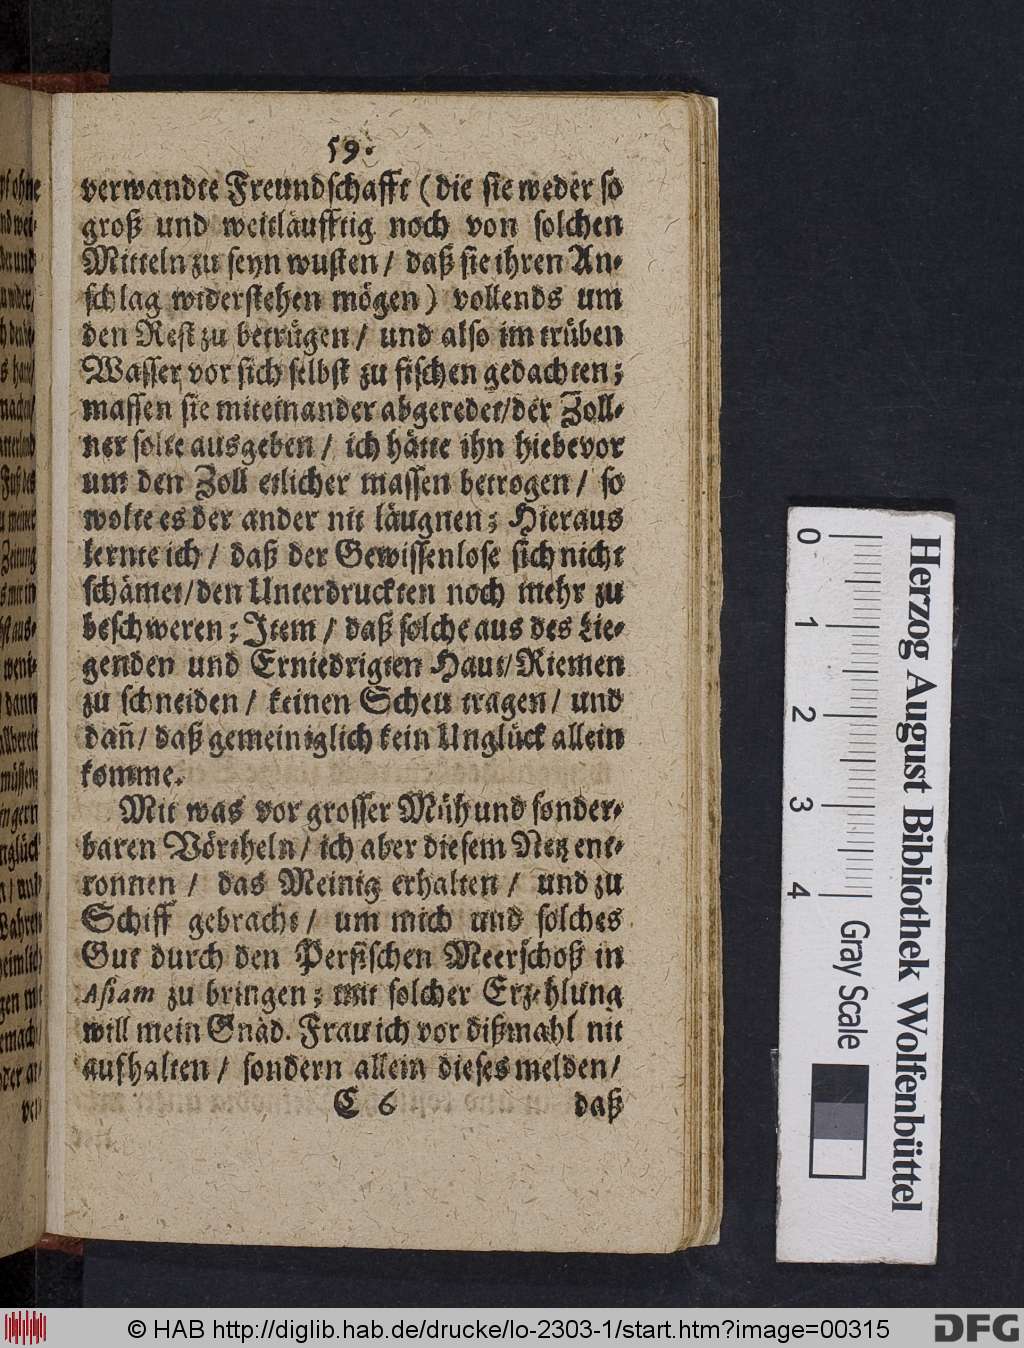 59.
verwandte Freundschafft (die sie weder so
groß und weitläufftig noch von solchen
Mitteln zu seyn wusten / daß sie ihren An-
schlag widerstehen mögen) vollends um
den Rest zu betrügen / und also im trüben
Wasser vor sich selbst zu fischen gedachten;
massen sie miteinander abgeredet/der Zoll-
ner solte ausgeben / ich hätte ihn hiebevor
um den Zoll etlicher massen betrogen / so
wolte es der ander nit läugnen; Hieraus
lernte ich / daß der Gewissenlose sich nicht
schämet/den Unterdruckten noch mehr zu
beschweren; Item / daß solche aus des Lie-
genden und Erniedrigten Haut/Riemen
zu schneiden / keinen Scheu tragen / und
dañ/ daß gemeiniglich kein Unglück allein
komme.
Mit was vor grosser Müh und sonder-
baren Vörtheln / ich aber diesem Netz ent-
ronnen / das Meinig erhalten / und zu
Schiff gebracht / um mich und solches
Gut durch den Persischen Meerschoß in
Asiam zu bringen; mit solcher Erzehlung
will mein Gnäd. Frau ich vor dißmahl nit
aufhalten / sondern allein dieses melden/
C 6 daß
0 1 2 3 4 Gray Scale
Herzog August Bibliothek Wolfenbüttel
© HAB http://diglib.hab.de/drucke/lo-2303-1/start.htm?image=00315
DFG